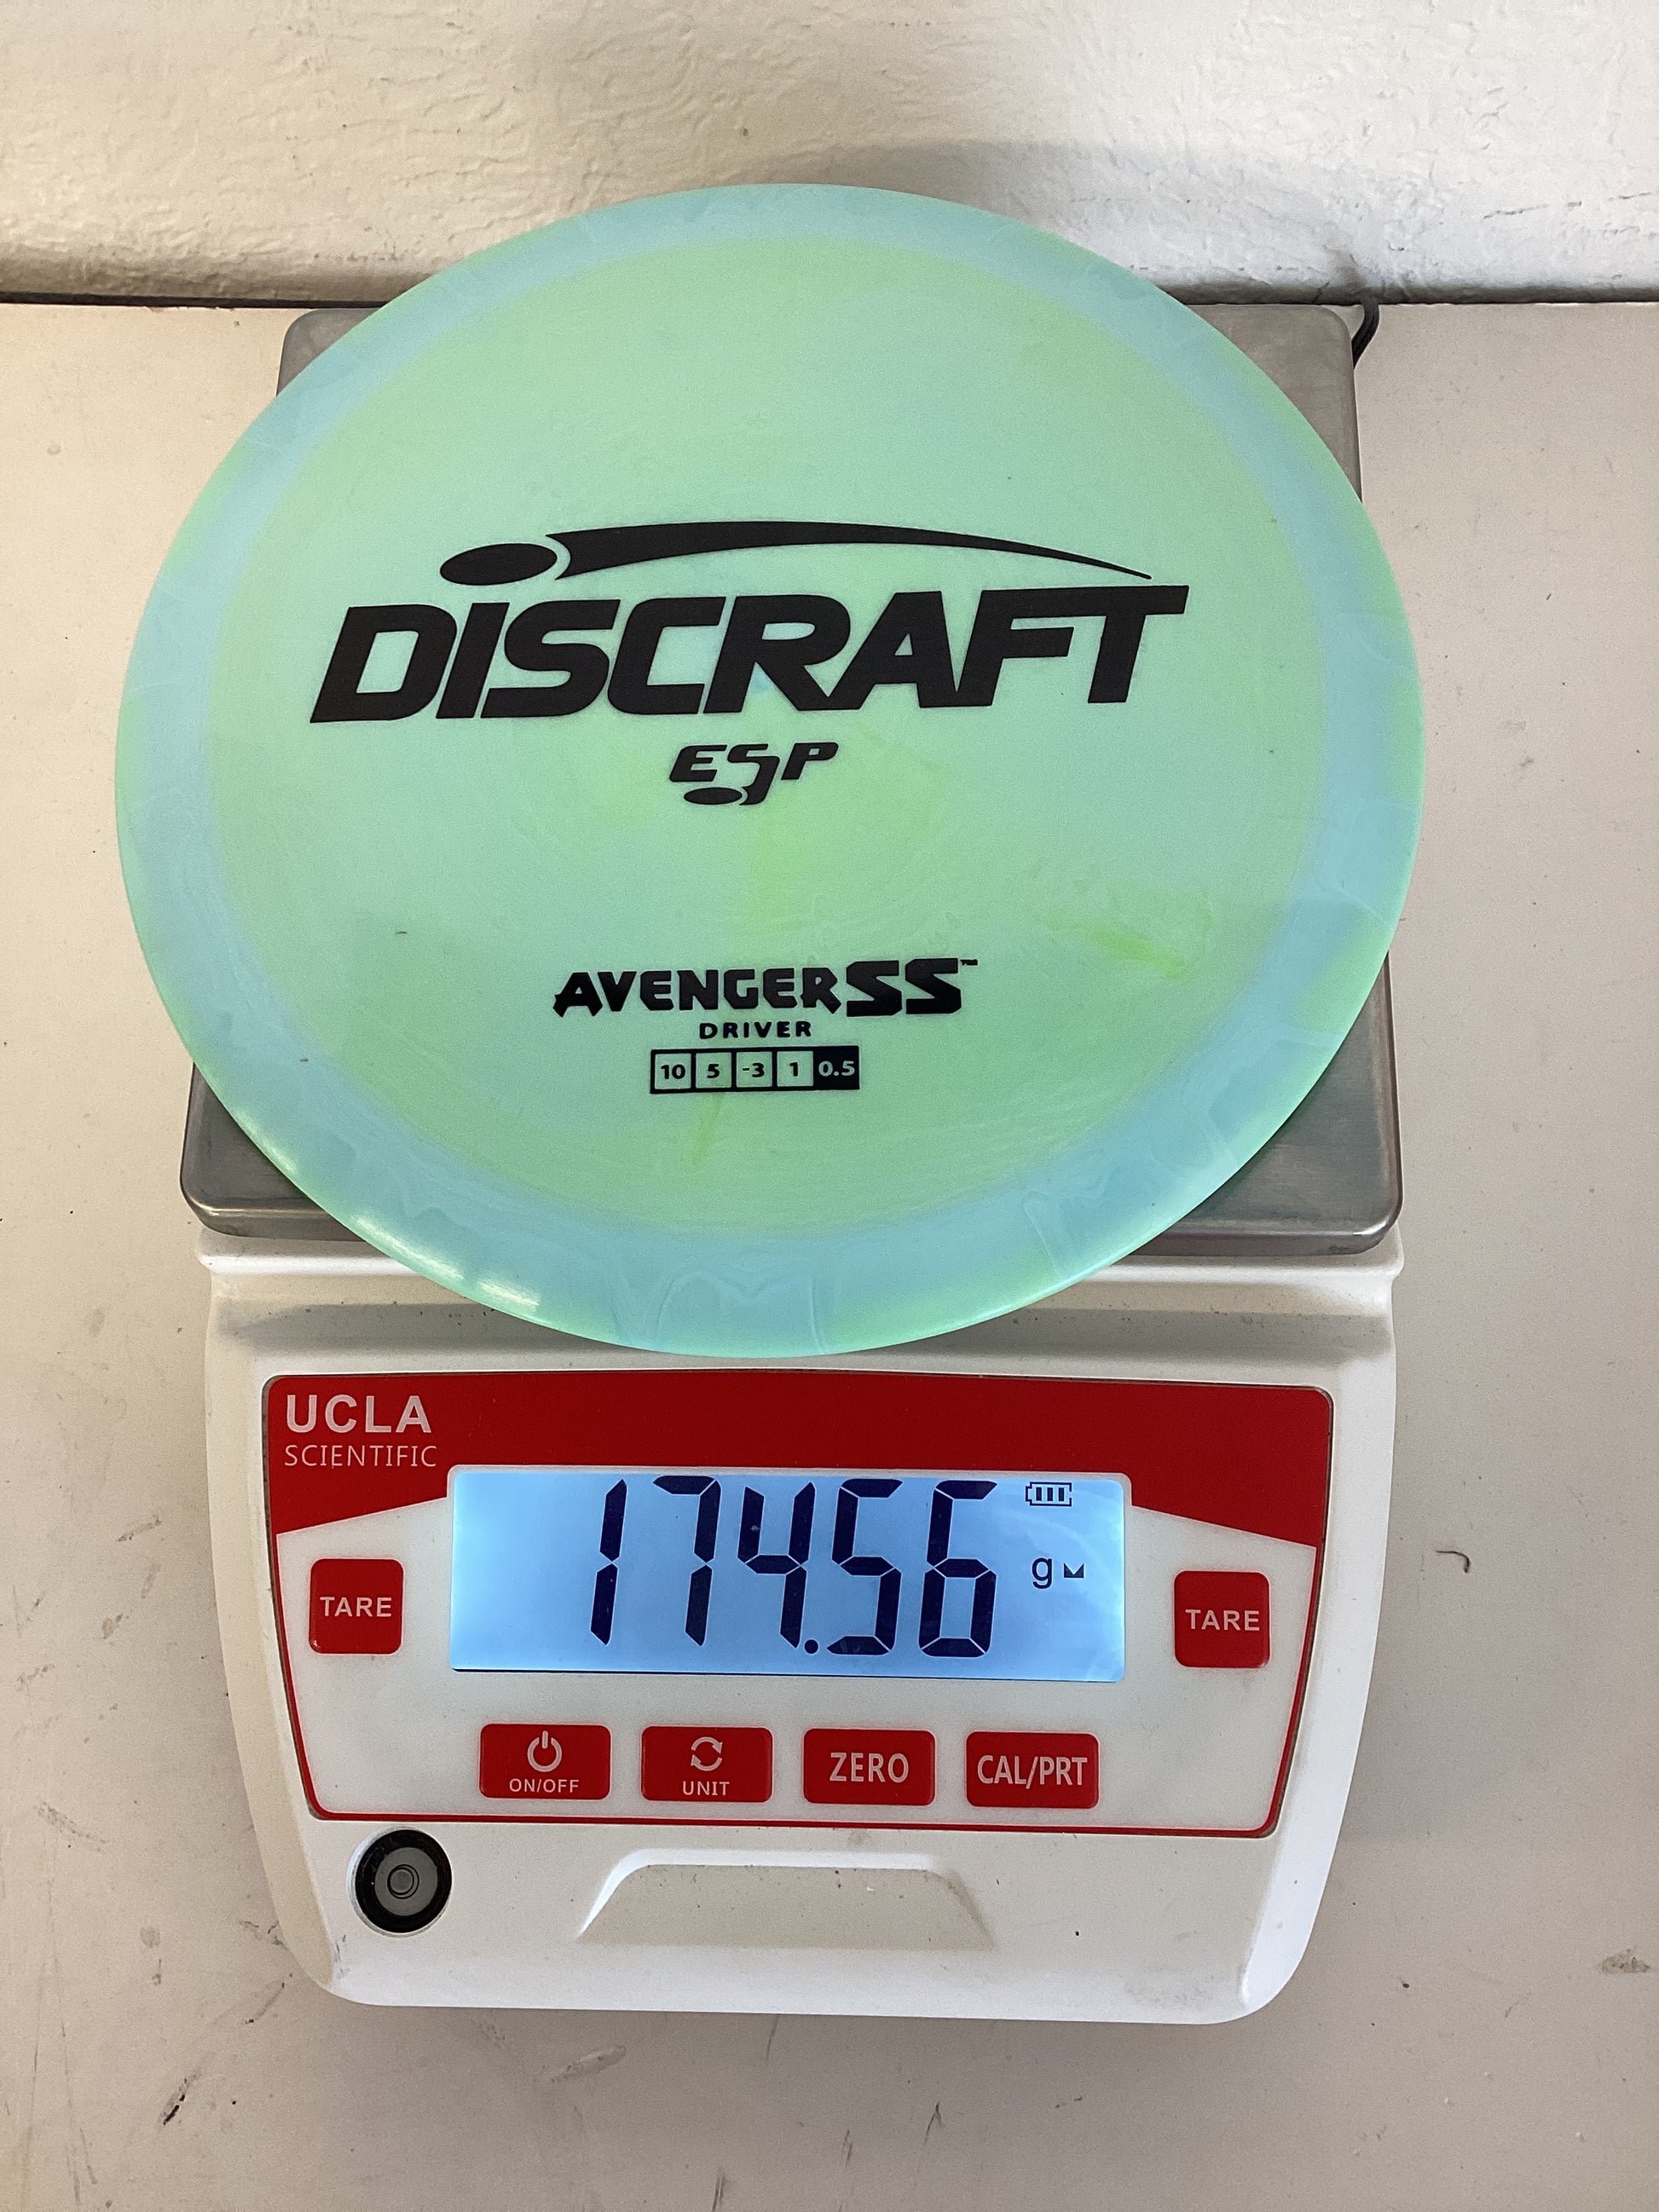 DISCRAFT
ESP
AVENGER SS™
DRIVER
10 5 -3 1 0.5
UCLA
SCIENTIFIC
174.56 g
TARE
TARE
ON/OFF
UNIT
ZERO
CAL/PRT